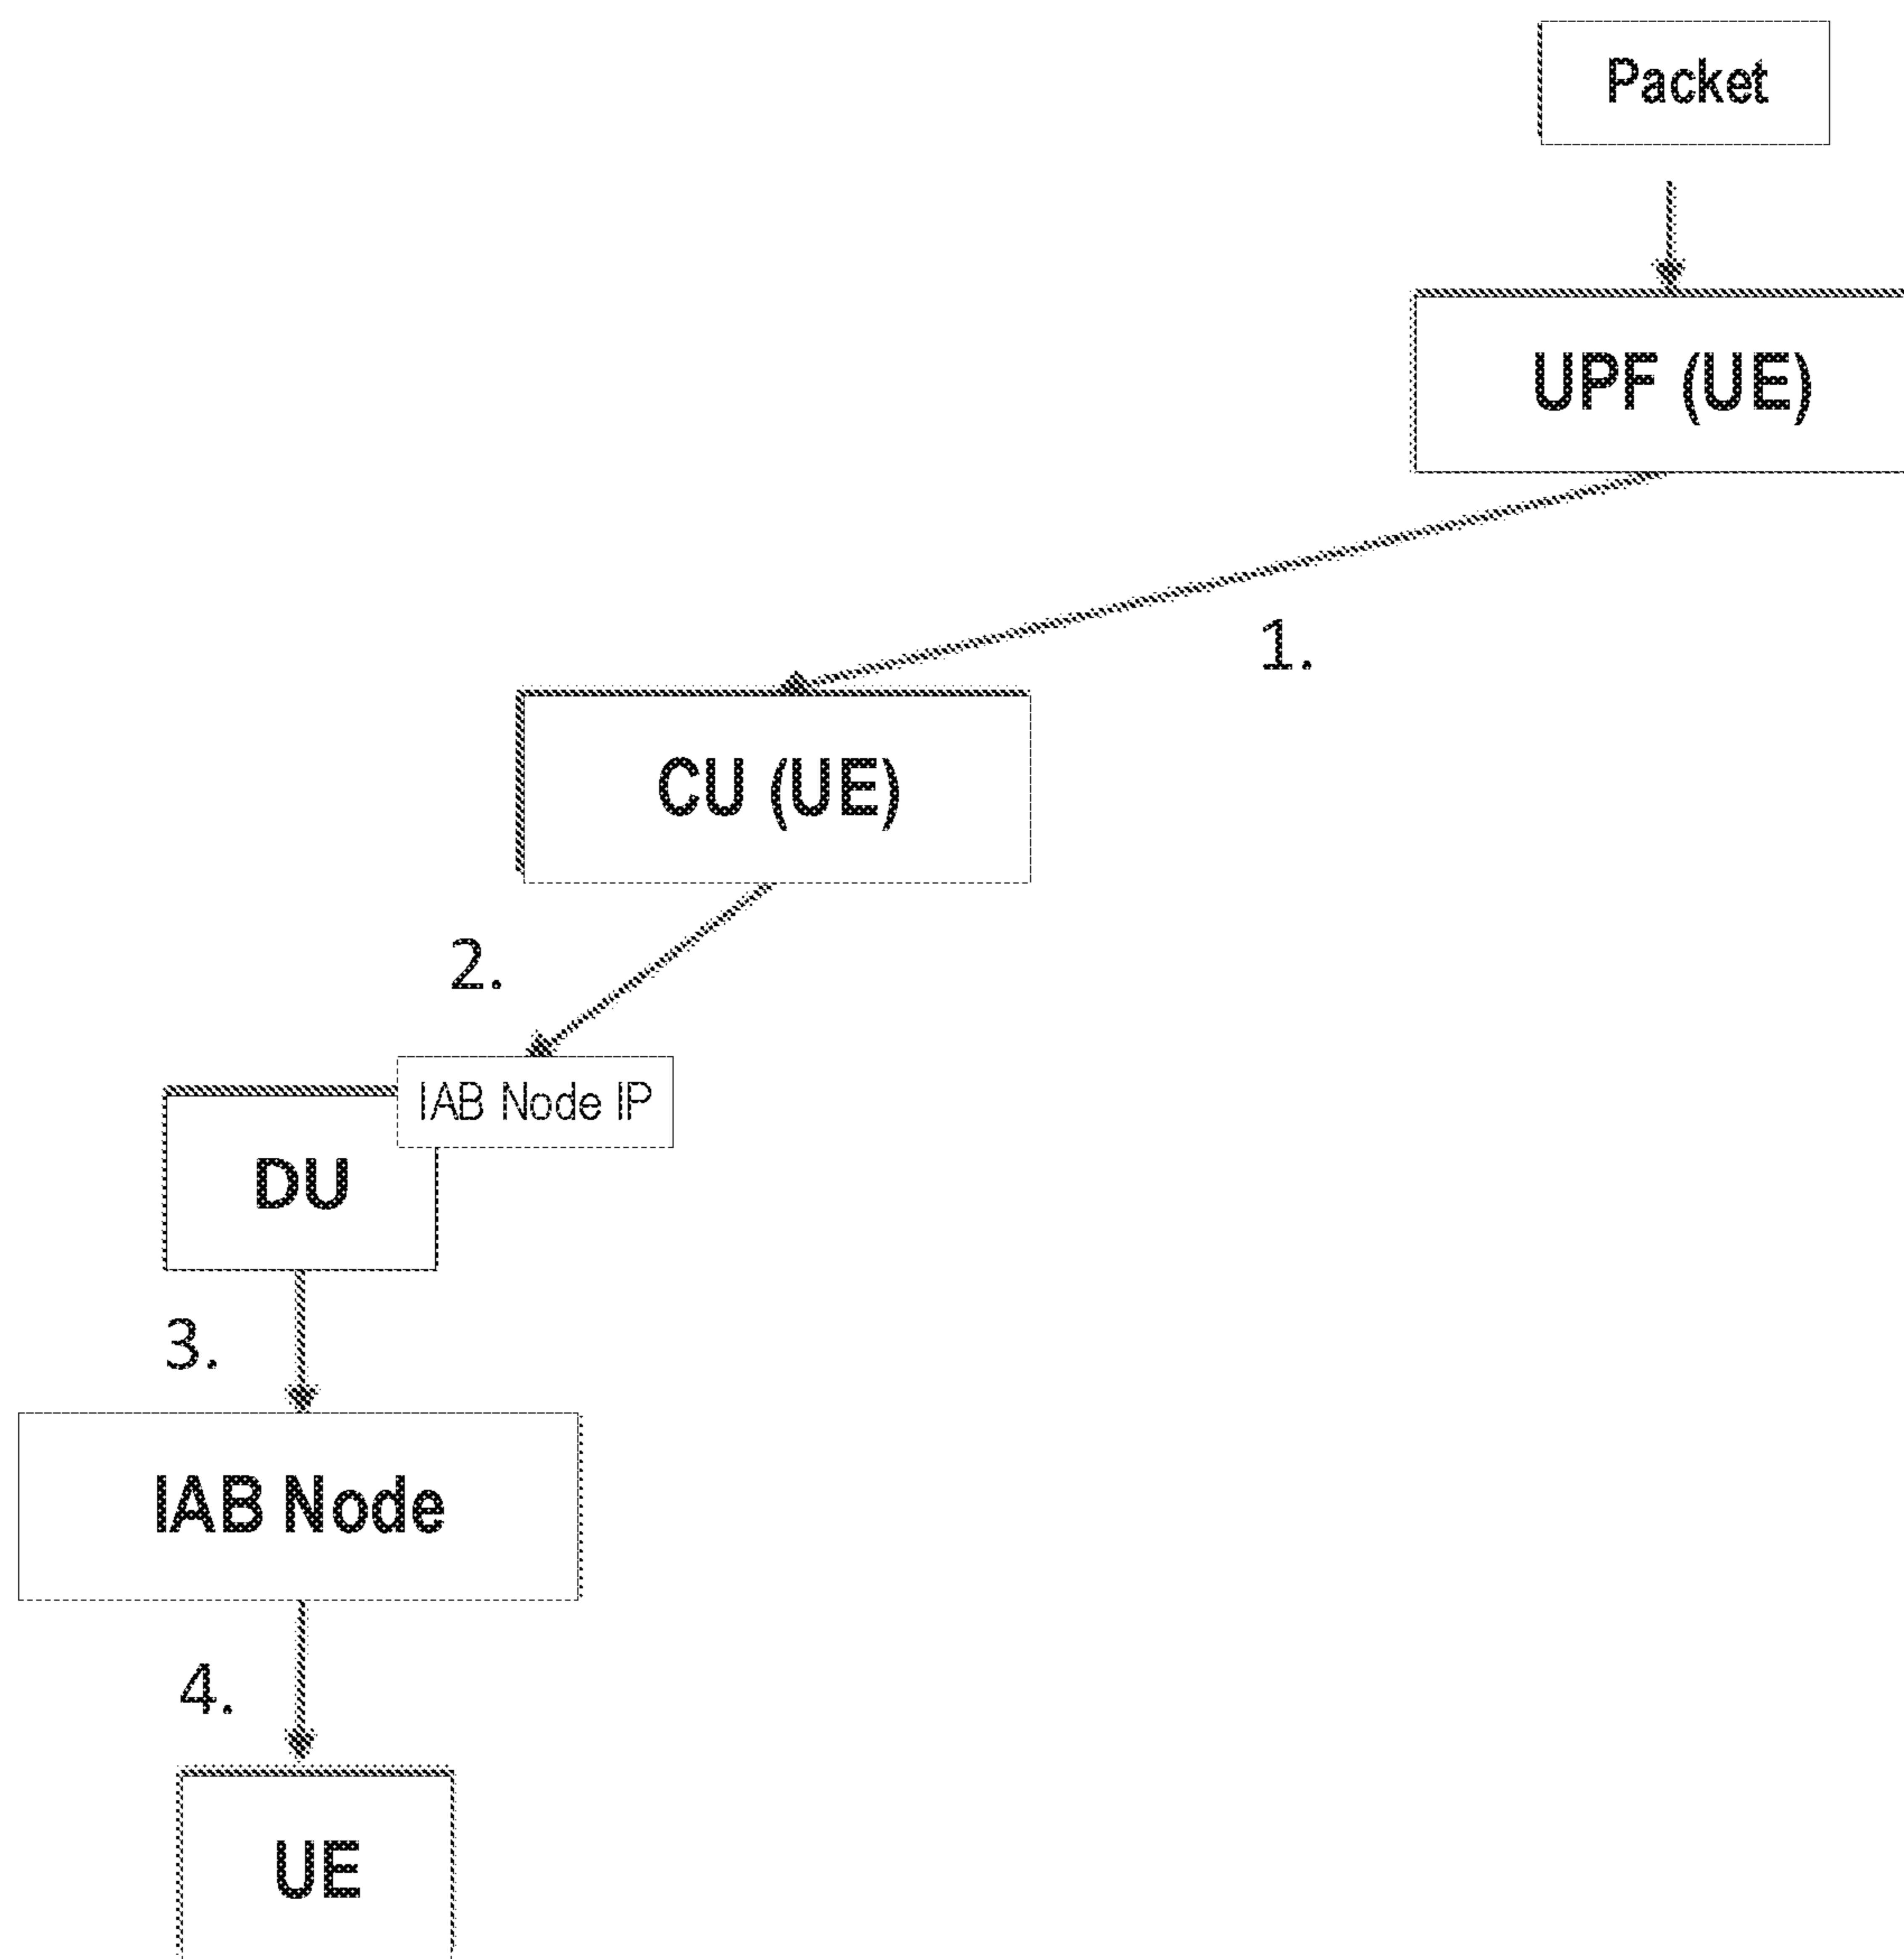 Packet
UPF (UE)
1.
CU (UE)
2.
IAB Node IP
DU
3.
IAB Node
4.
UE